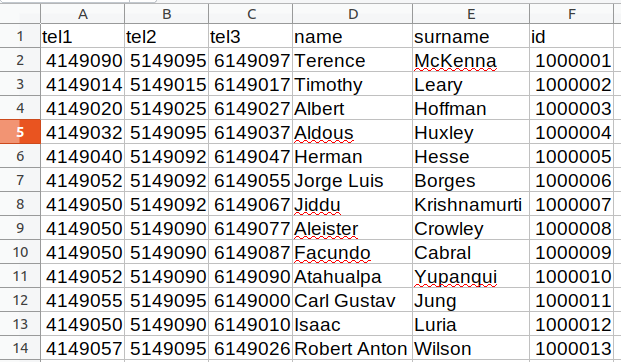 A B C D E F
1 tel1 tel2 tel3 name surname id
2 4149090 5149095 6149097 Terence McKenna 1000001
3 4149014 5149015 6149017 Timothy Leary 1000002
4 4149020 5149025 6149027 Albert Hoffman 1000003
5 4149032 5149095 6149037 Aldous Huxley 1000004
6 4149040 5149092 6149047 Herman Hesse 1000005
7 4149052 5149092 6149055 Jorge Luis Borges 1000006
8 4149050 5149092 6149067 Jiddu Krishnamurti 1000007
9 4149050 5149090 6149077 Aleister Crowley 1000008
10 4149050 5149090 6149087 Facundo Cabral 1000009
11 4149052 5149090 6149090 Atahualpa Yupanqui 1000010
12 4149055 5149095 6149000 Carl Gustav Jung 1000011
13 4149050 5149090 6149010 Isaac Luria 1000012
14 4149057 5149095 6149026 Robert Anton Wilson 1000013